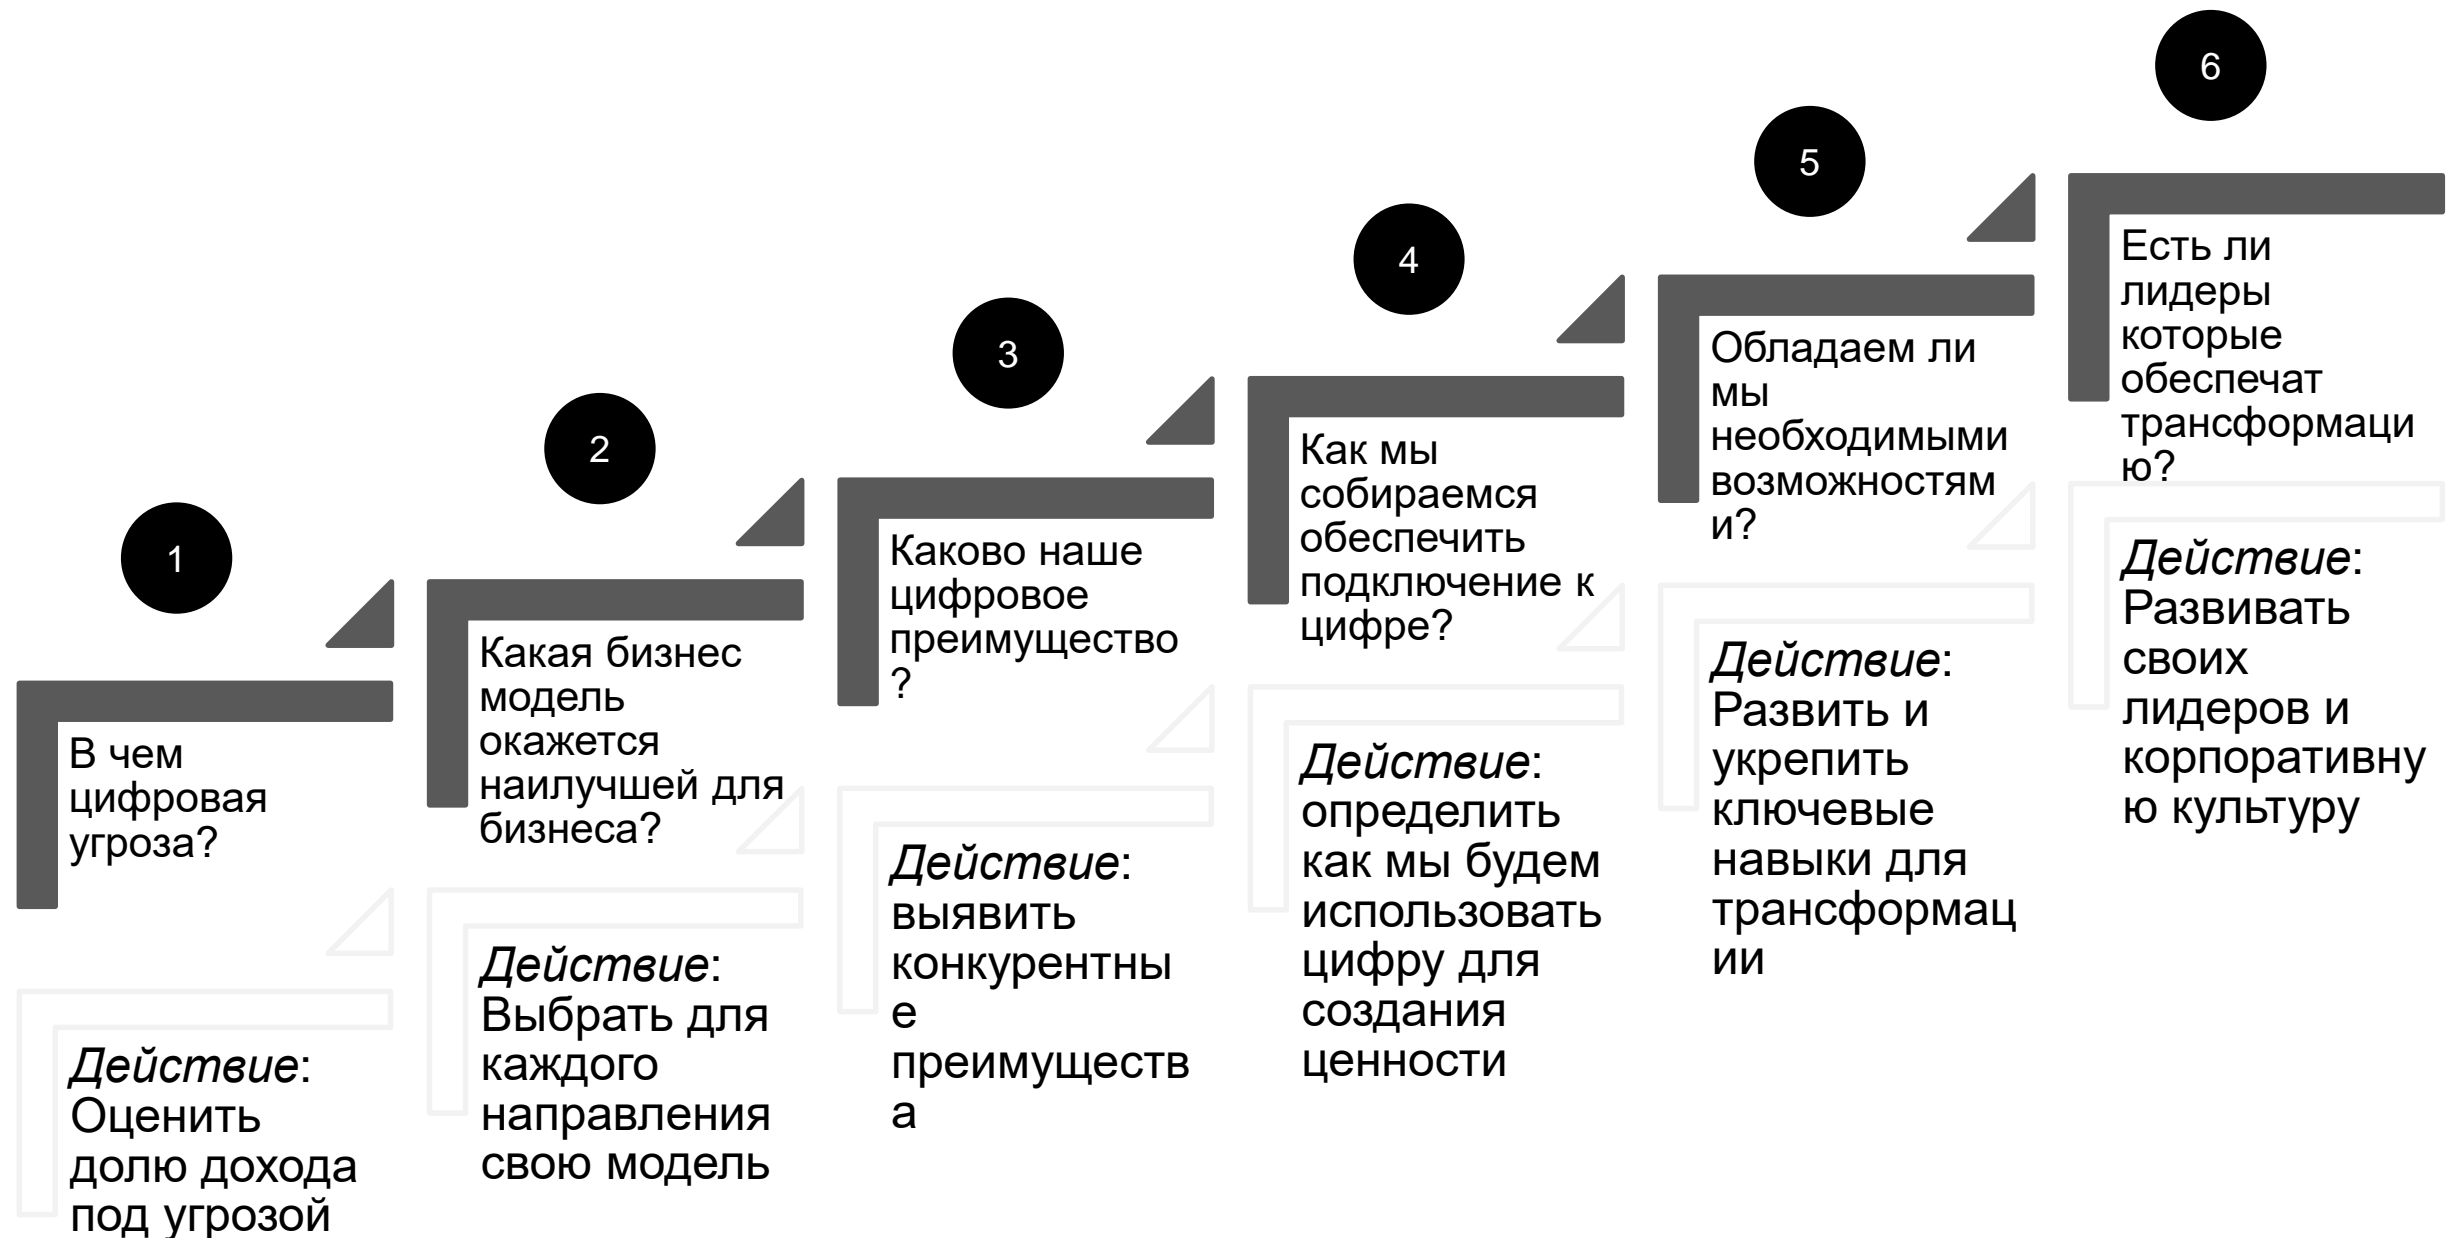 1
В чем
цифровая
угроза?
Действие:
Оценить
долю дохода
под угрозой
2
Какая бизнес
модель
окажется
наилучшей для
бизнеса?
Действие:
Выбрать для
каждого
направления
свою модель
3
Каково наше
цифровое
преимущество
?
Действие:
выявить
конкурентны
е
преимуществ
а
4
Как мы
собираемся
обеспечить
подключение к
цифре?
Действие:
определить
как мы будем
использовать
цифру для
создания
ценности
5
Обладаем ли
мы
необходимыми
возможностям
и?
Действие:
Развить и
укрепить
ключевые
навыки для
трансформац
ии
6
Есть ли
лидеры
которые
обеспечат
трансформаци
ю?
Действие:
Развивать
своих
лидеров и
корпоративну
ю культуру